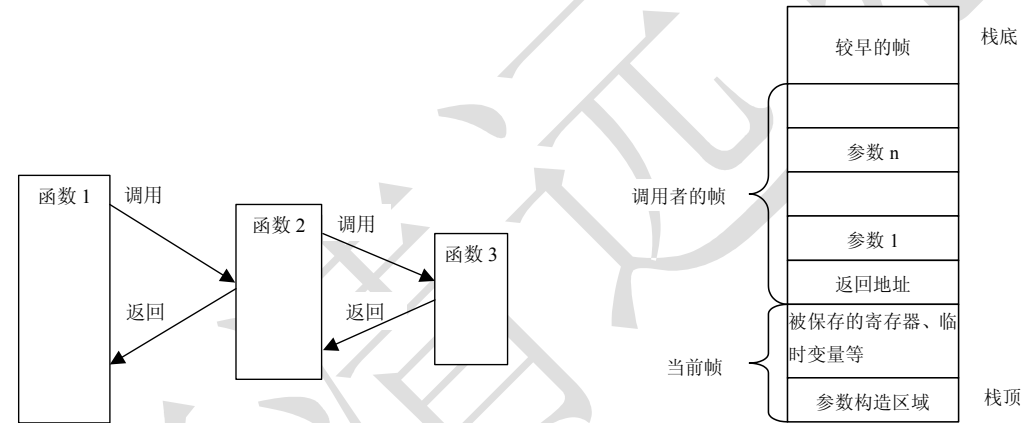 函数 1
调用
函数 2
调用
函数 3
返回
返回
较早的帧
栈底
参数 n
调用者的帧
参数 1
返回地址
被保存的寄存器、临
时变量等
当前帧
参数构造区域
栈顶